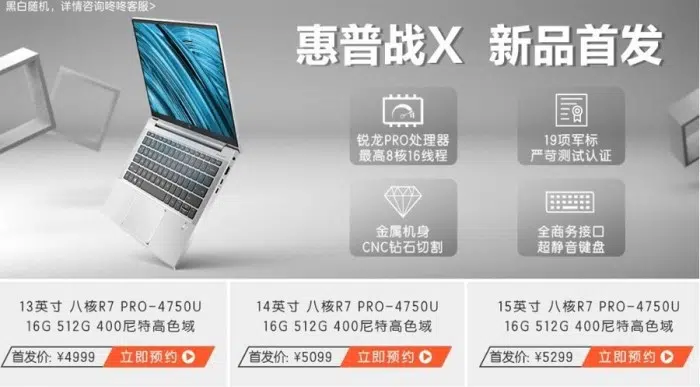 黑白随机，详情咨询咚咚客服>
惠普战X 新品首发
锐龙PRO处理器
最高8核16线程
19项军标
严苛测试认证
金属机身
CNC钻石切割
全商务接口
超静音键盘
13英寸 八核R7 PRO-4750U
16G 512G 400尼特高色域
首发价: ¥4999 立即预约
14英寸 八核R7 PRO-4750U
16G 512G 400尼特高色域
首发价: ¥5099 立即预约
15英寸 八核R7 PRO-4750U
16G 512G 400尼特高色域
首发价: ¥5299 立即预约